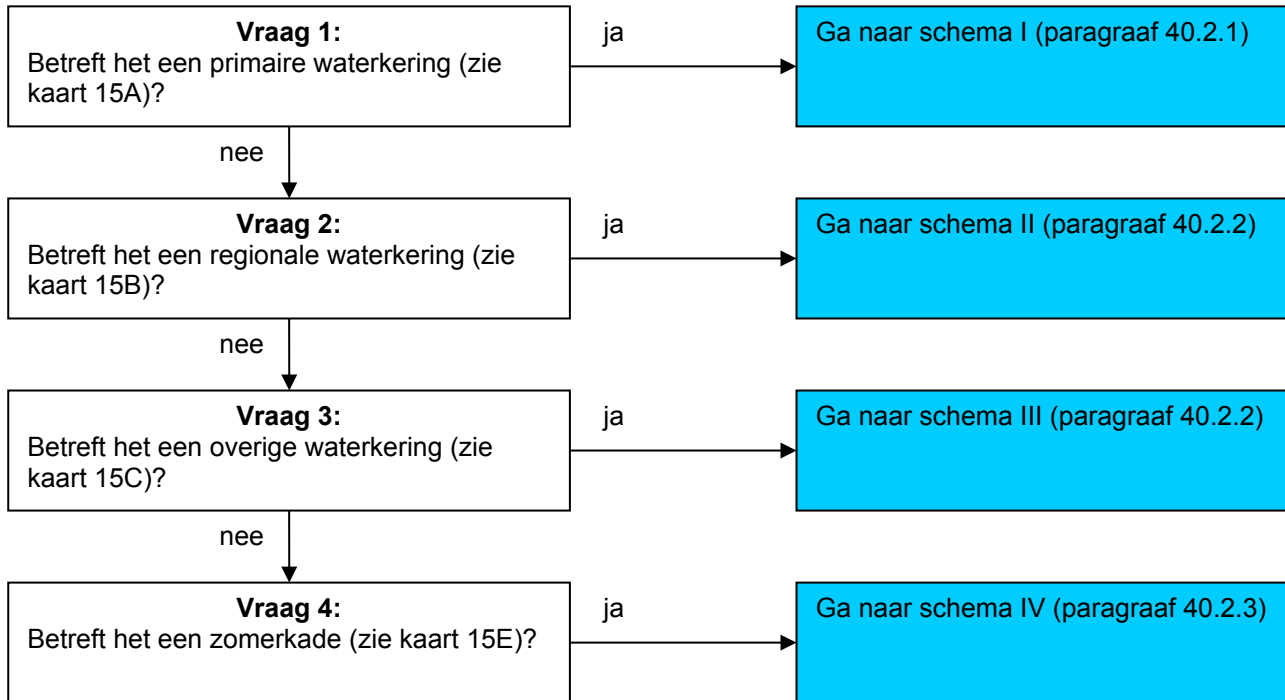 Vraag 1:
Betreft het een primaire waterkering (zie
kaart 15A)?
ja
Ga naar schema I (paragraaf 40.2.1)
nee
Vraag 2:
Betreft het een regionale waterkering (zie
kaart 15B)?
ja
Ga naar schema II (paragraaf 40.2.2)
nee
Vraag 3:
Betreft het een overige waterkering (zie
kaart 15C)?
ja
Ga naar schema III (paragraaf 40.2.2)
nee
Vraag 4:
Betreft het een zomerkade (zie kaart 15E)?
ja
Ga naar schema IV (paragraaf 40.2.3)